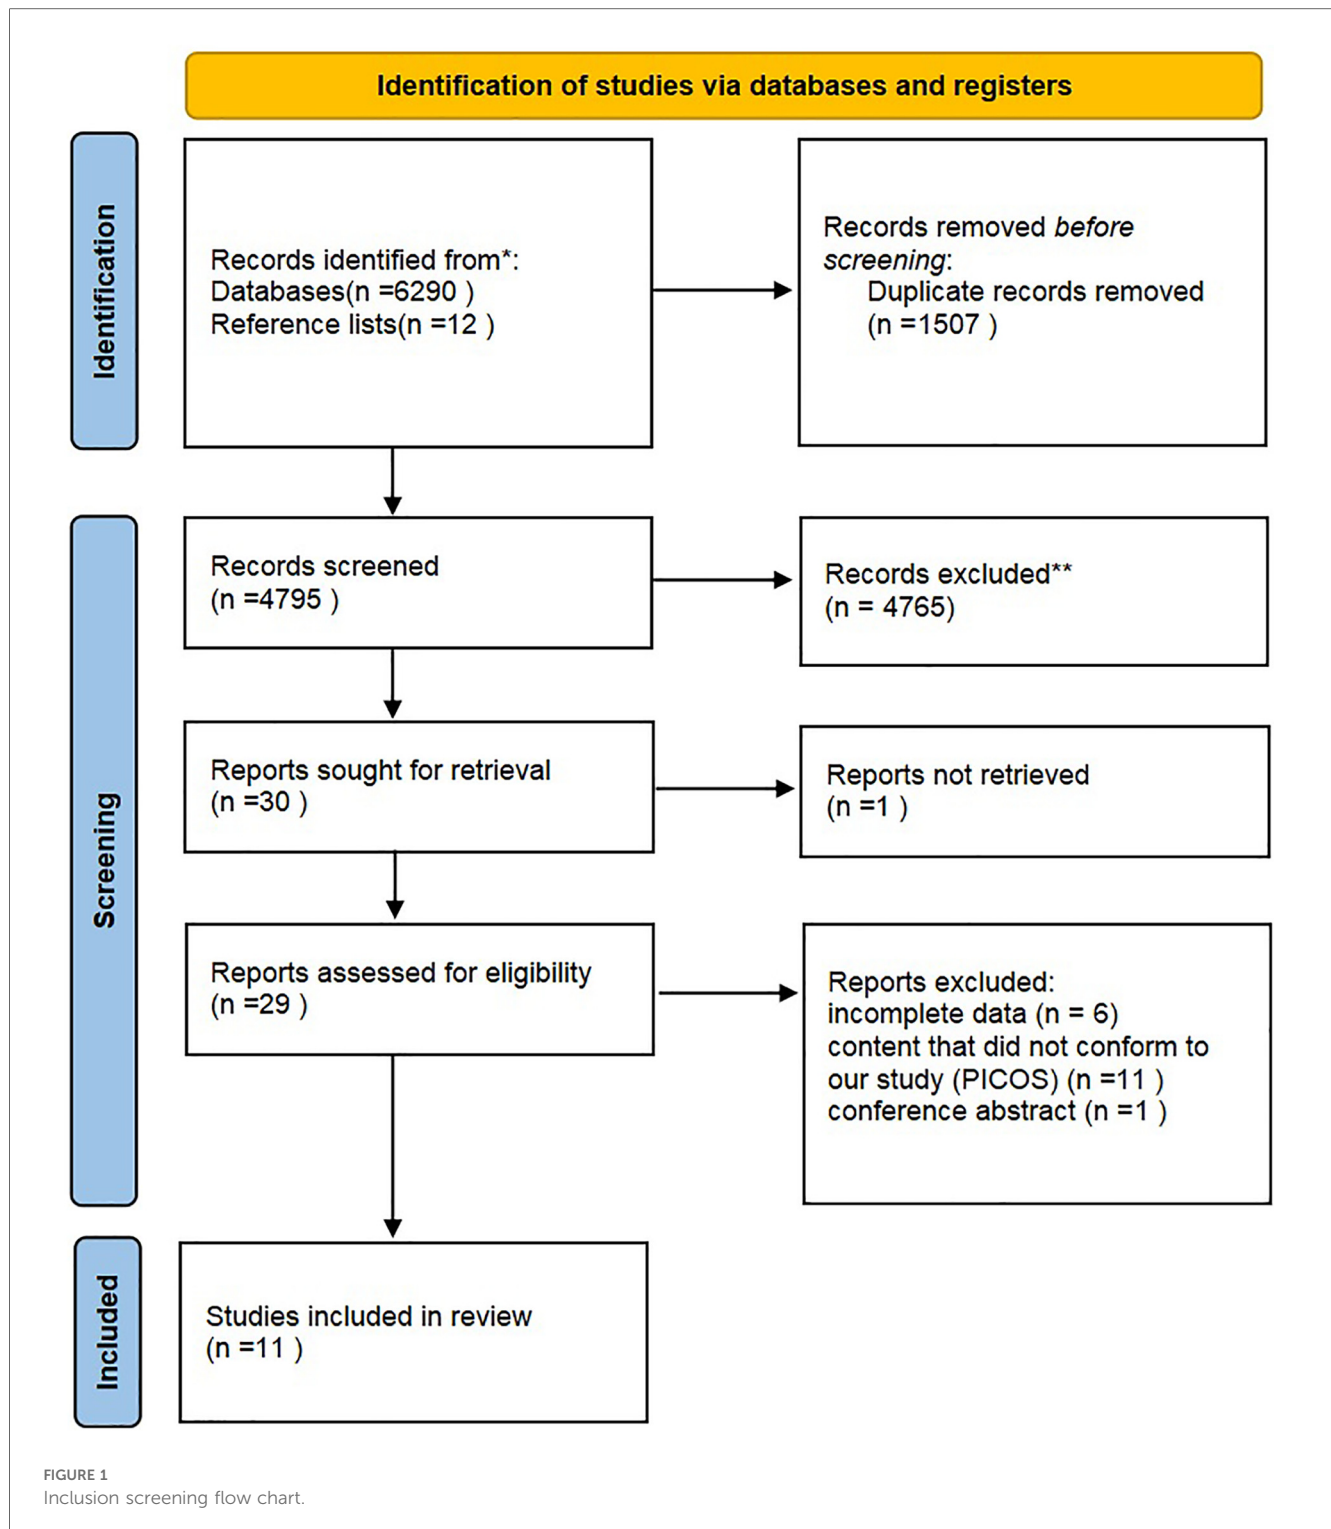 Identification of studies via databases and registers
Identification
Records identified from*:
Databases(n =6290 )
Reference lists(n =12 )
Records removed before
screening:
Duplicate records removed
(n =1507 )
Screening
Records screened
(n =4795 )
Records excluded**
(n = 4765)
Reports sought for retrieval
(n =30 )
Reports not retrieved
(n =1 )
Reports assessed for eligibility
(n =29 )
Reports excluded:
incomplete data (n = 6)
content that did not conform to
our study (PICOS) (n =11 )
conference abstract (n =1 )
Included
Studies included in review
(n =11 )
FIGURE 1
Inclusion screening flow chart.